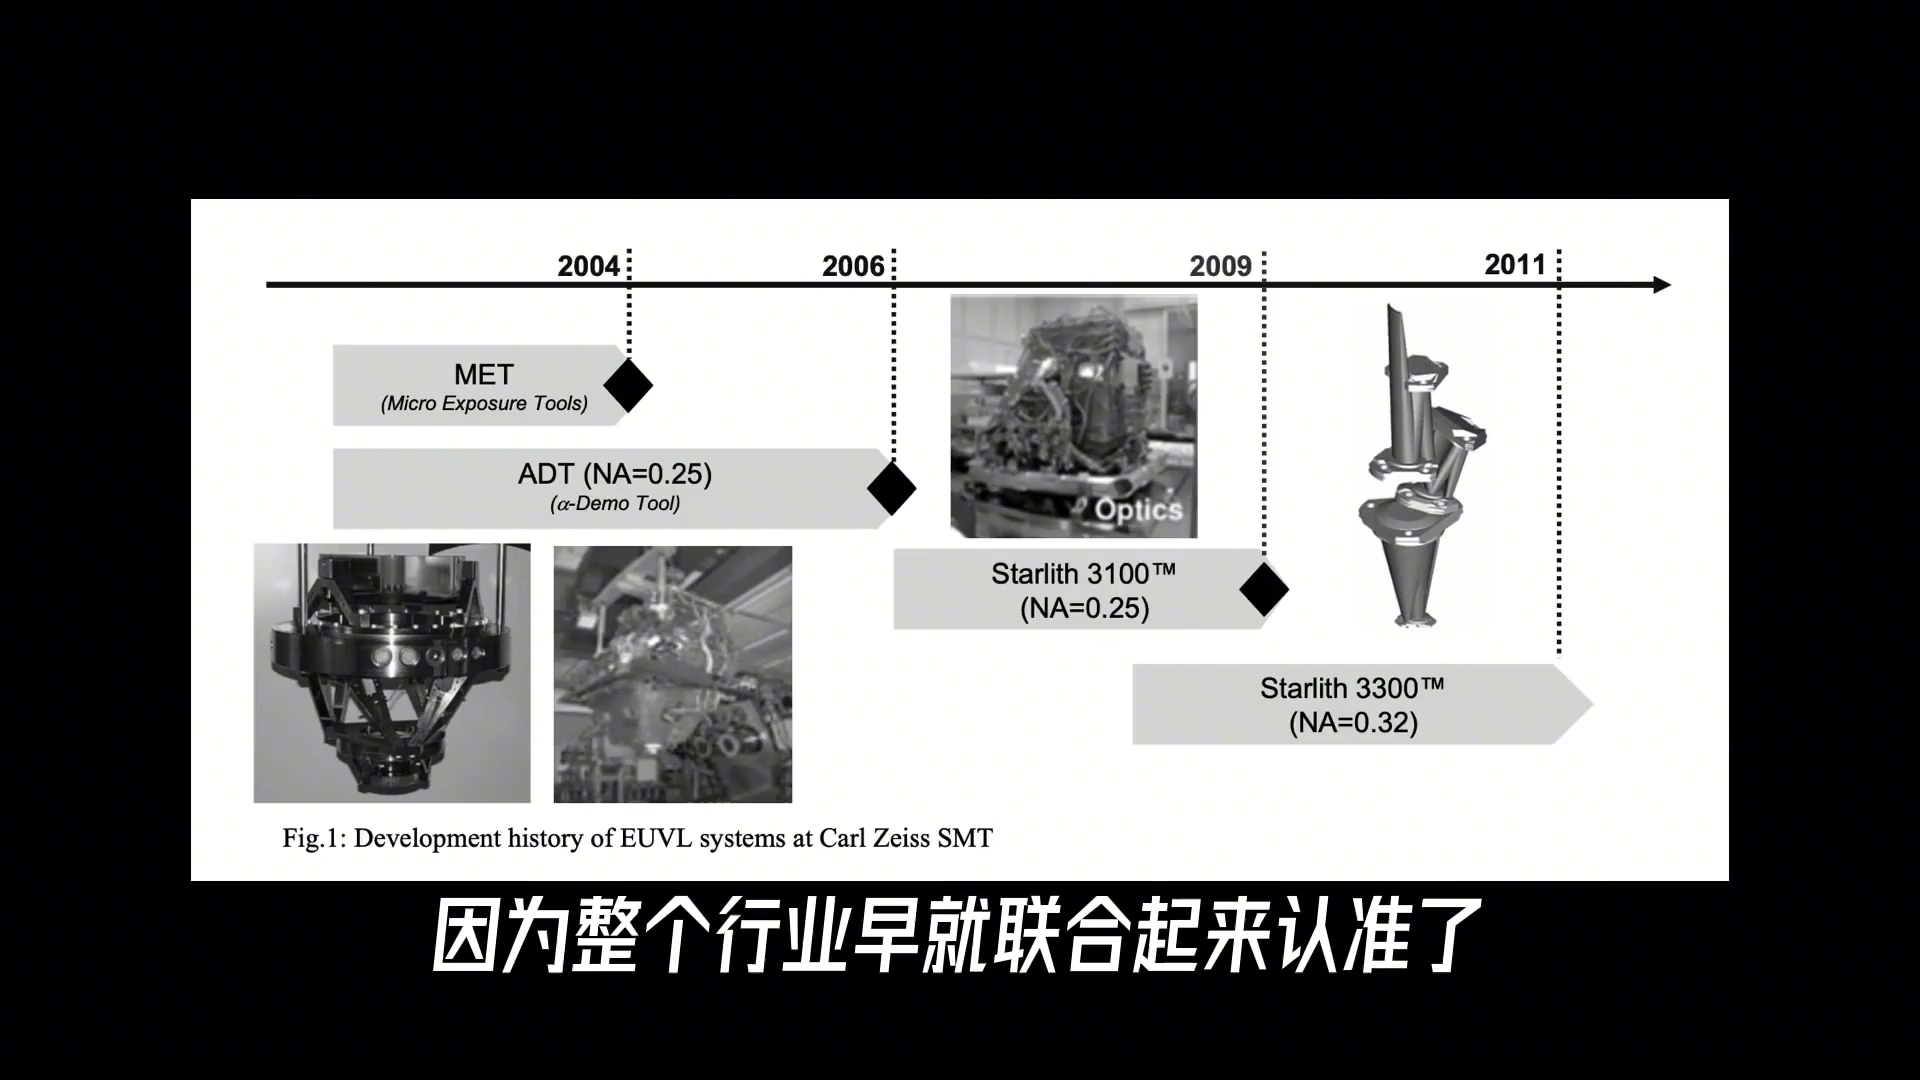 2004
2006
2009
2011
MET
(Micro Exposure Tools)
ADT (NA=0.25)
(α-Demo Tool)
Optics
Starlith 3100™
(NA=0.25)
Starlith 3300™
(NA=0.32)
Fig.1: Development history of EUVL systems at Carl Zeiss SMT
因为整个行业早就联合起来认准了